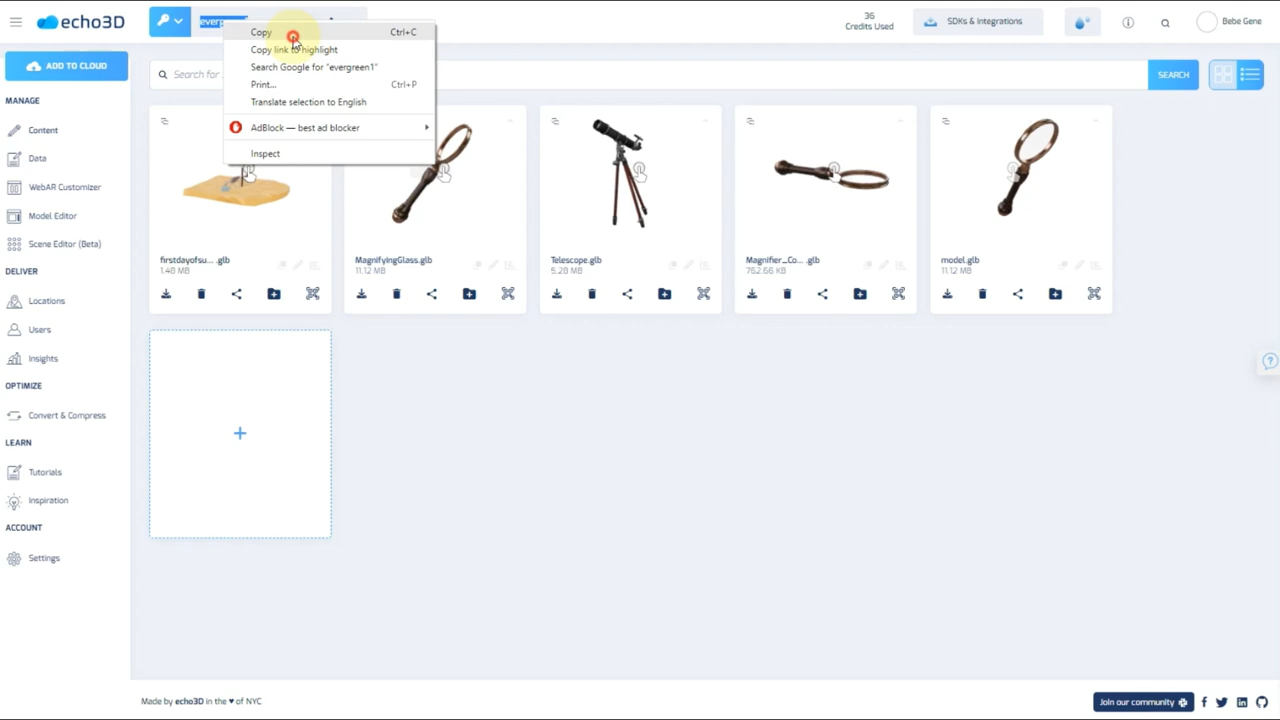 echo3D
everg
36
Credits Used
SDKs & Integrations
Bebe Gene
ADD TO CLOUD
Search for
SEARCH
Copy Ctrl+C
Copy link to highlight
Search Google for "evergreen1"
Print... Ctrl+P
Translate selection to English
AdBlock — best ad blocker
Inspect
MANAGE
Content
Data
WebAR Customizer
Model Editor
Scene Editor (Beta)
DELIVER
Locations
Users
Insights
OPTIMIZE
Convert & Compress
LEARN
Tutorials
Inspiration
ACCOUNT
Settings
firstdayofsu... .glb
1.48 MB
MagnifyingGlass.glb
11.12 MB
Telescope.glb
5.28 MB
Magnifier_Co... .glb
762.66 KB
model.glb
11.12 MB
+
Made by echo3D in the ♥ of NYC
Join our community